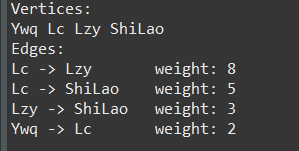 Vertices:
Ywq Lc Lzy ShiLao
Edges:
Lc -> Lzy weight: 8
Lc -> ShiLao weight: 5
Lzy -> ShiLao weight: 3
Ywq -> Lc weight: 2